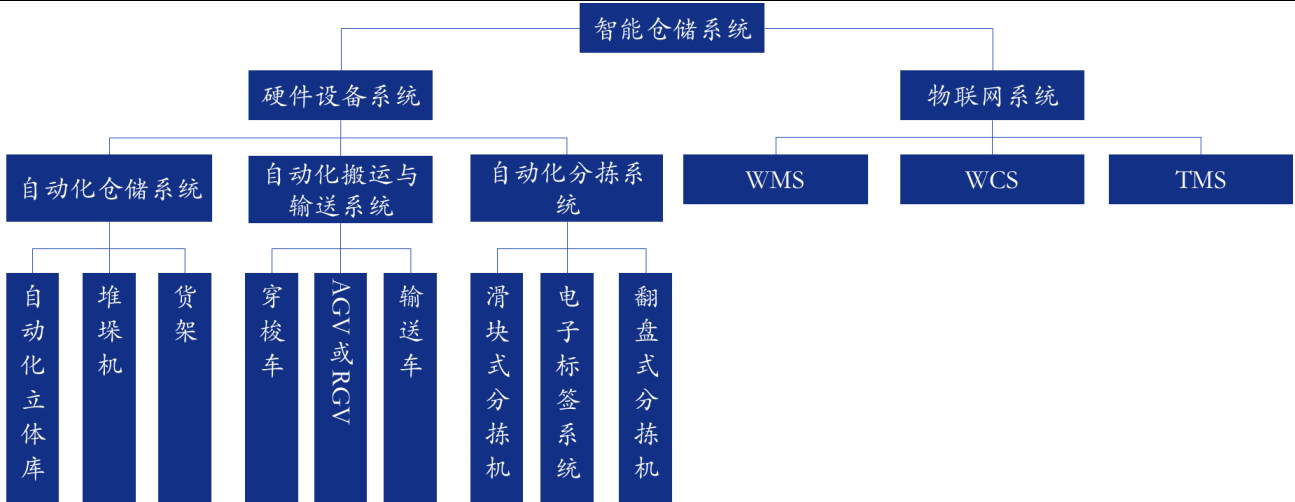 智能仓储系统
硬件设备系统
物联网系统
自动化仓储系统
自动化搬运与
输送系统
自动化分拣系
统
WMS
WCS
TMS
自动化立体库
堆垛机
货架
穿梭车
AGV或RGV
输送车
滑块式分拣机
电子标签系统
翻盘式分拣机